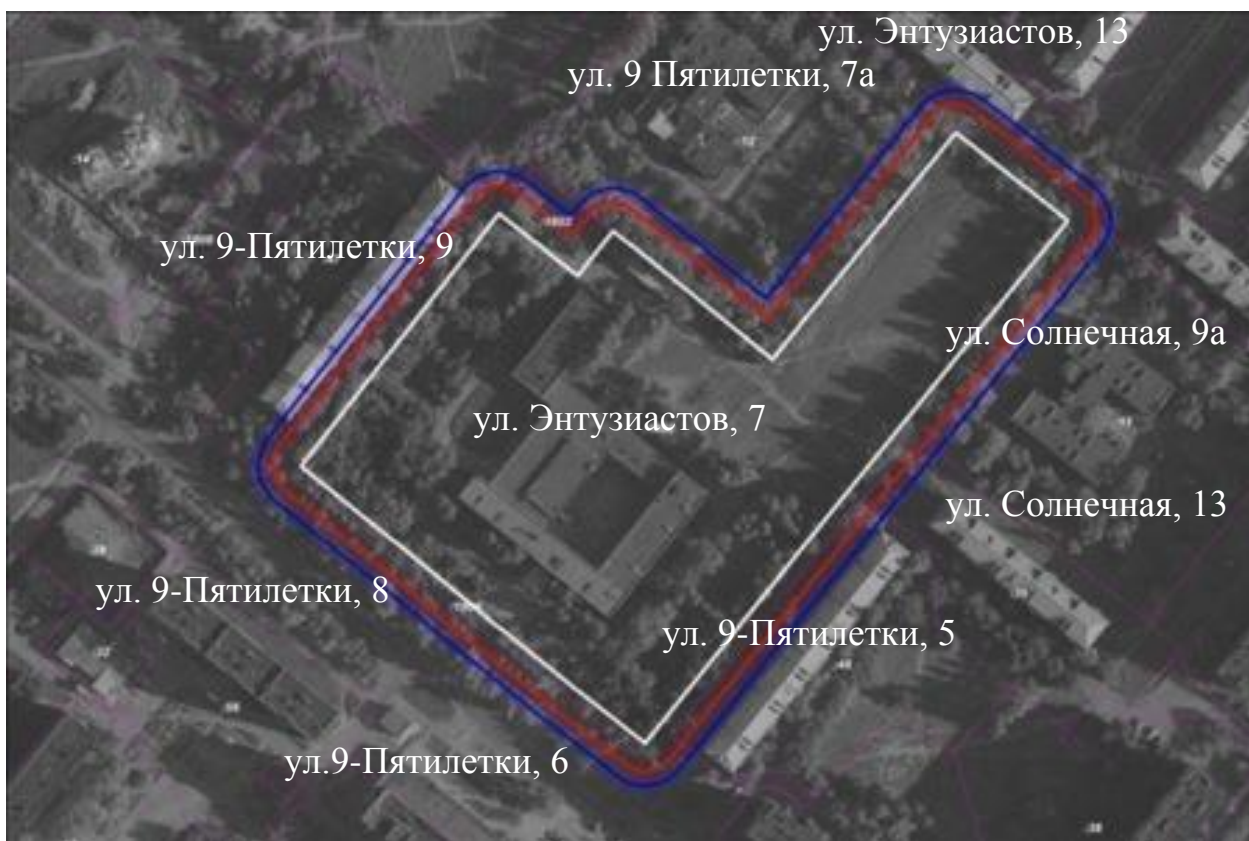 ул. Энтузиастов, 13
ул. 9 Пятилетки, 7а
ул. 9-Пятилетки, 9
ул. Солнечная, 9а
ул. Энтузиастов, 7
ул. Солнечная, 13
ул. 9-Пятилетки, 8
ул. 9-Пятилетки, 5
ул.9-Пятилетки, 6